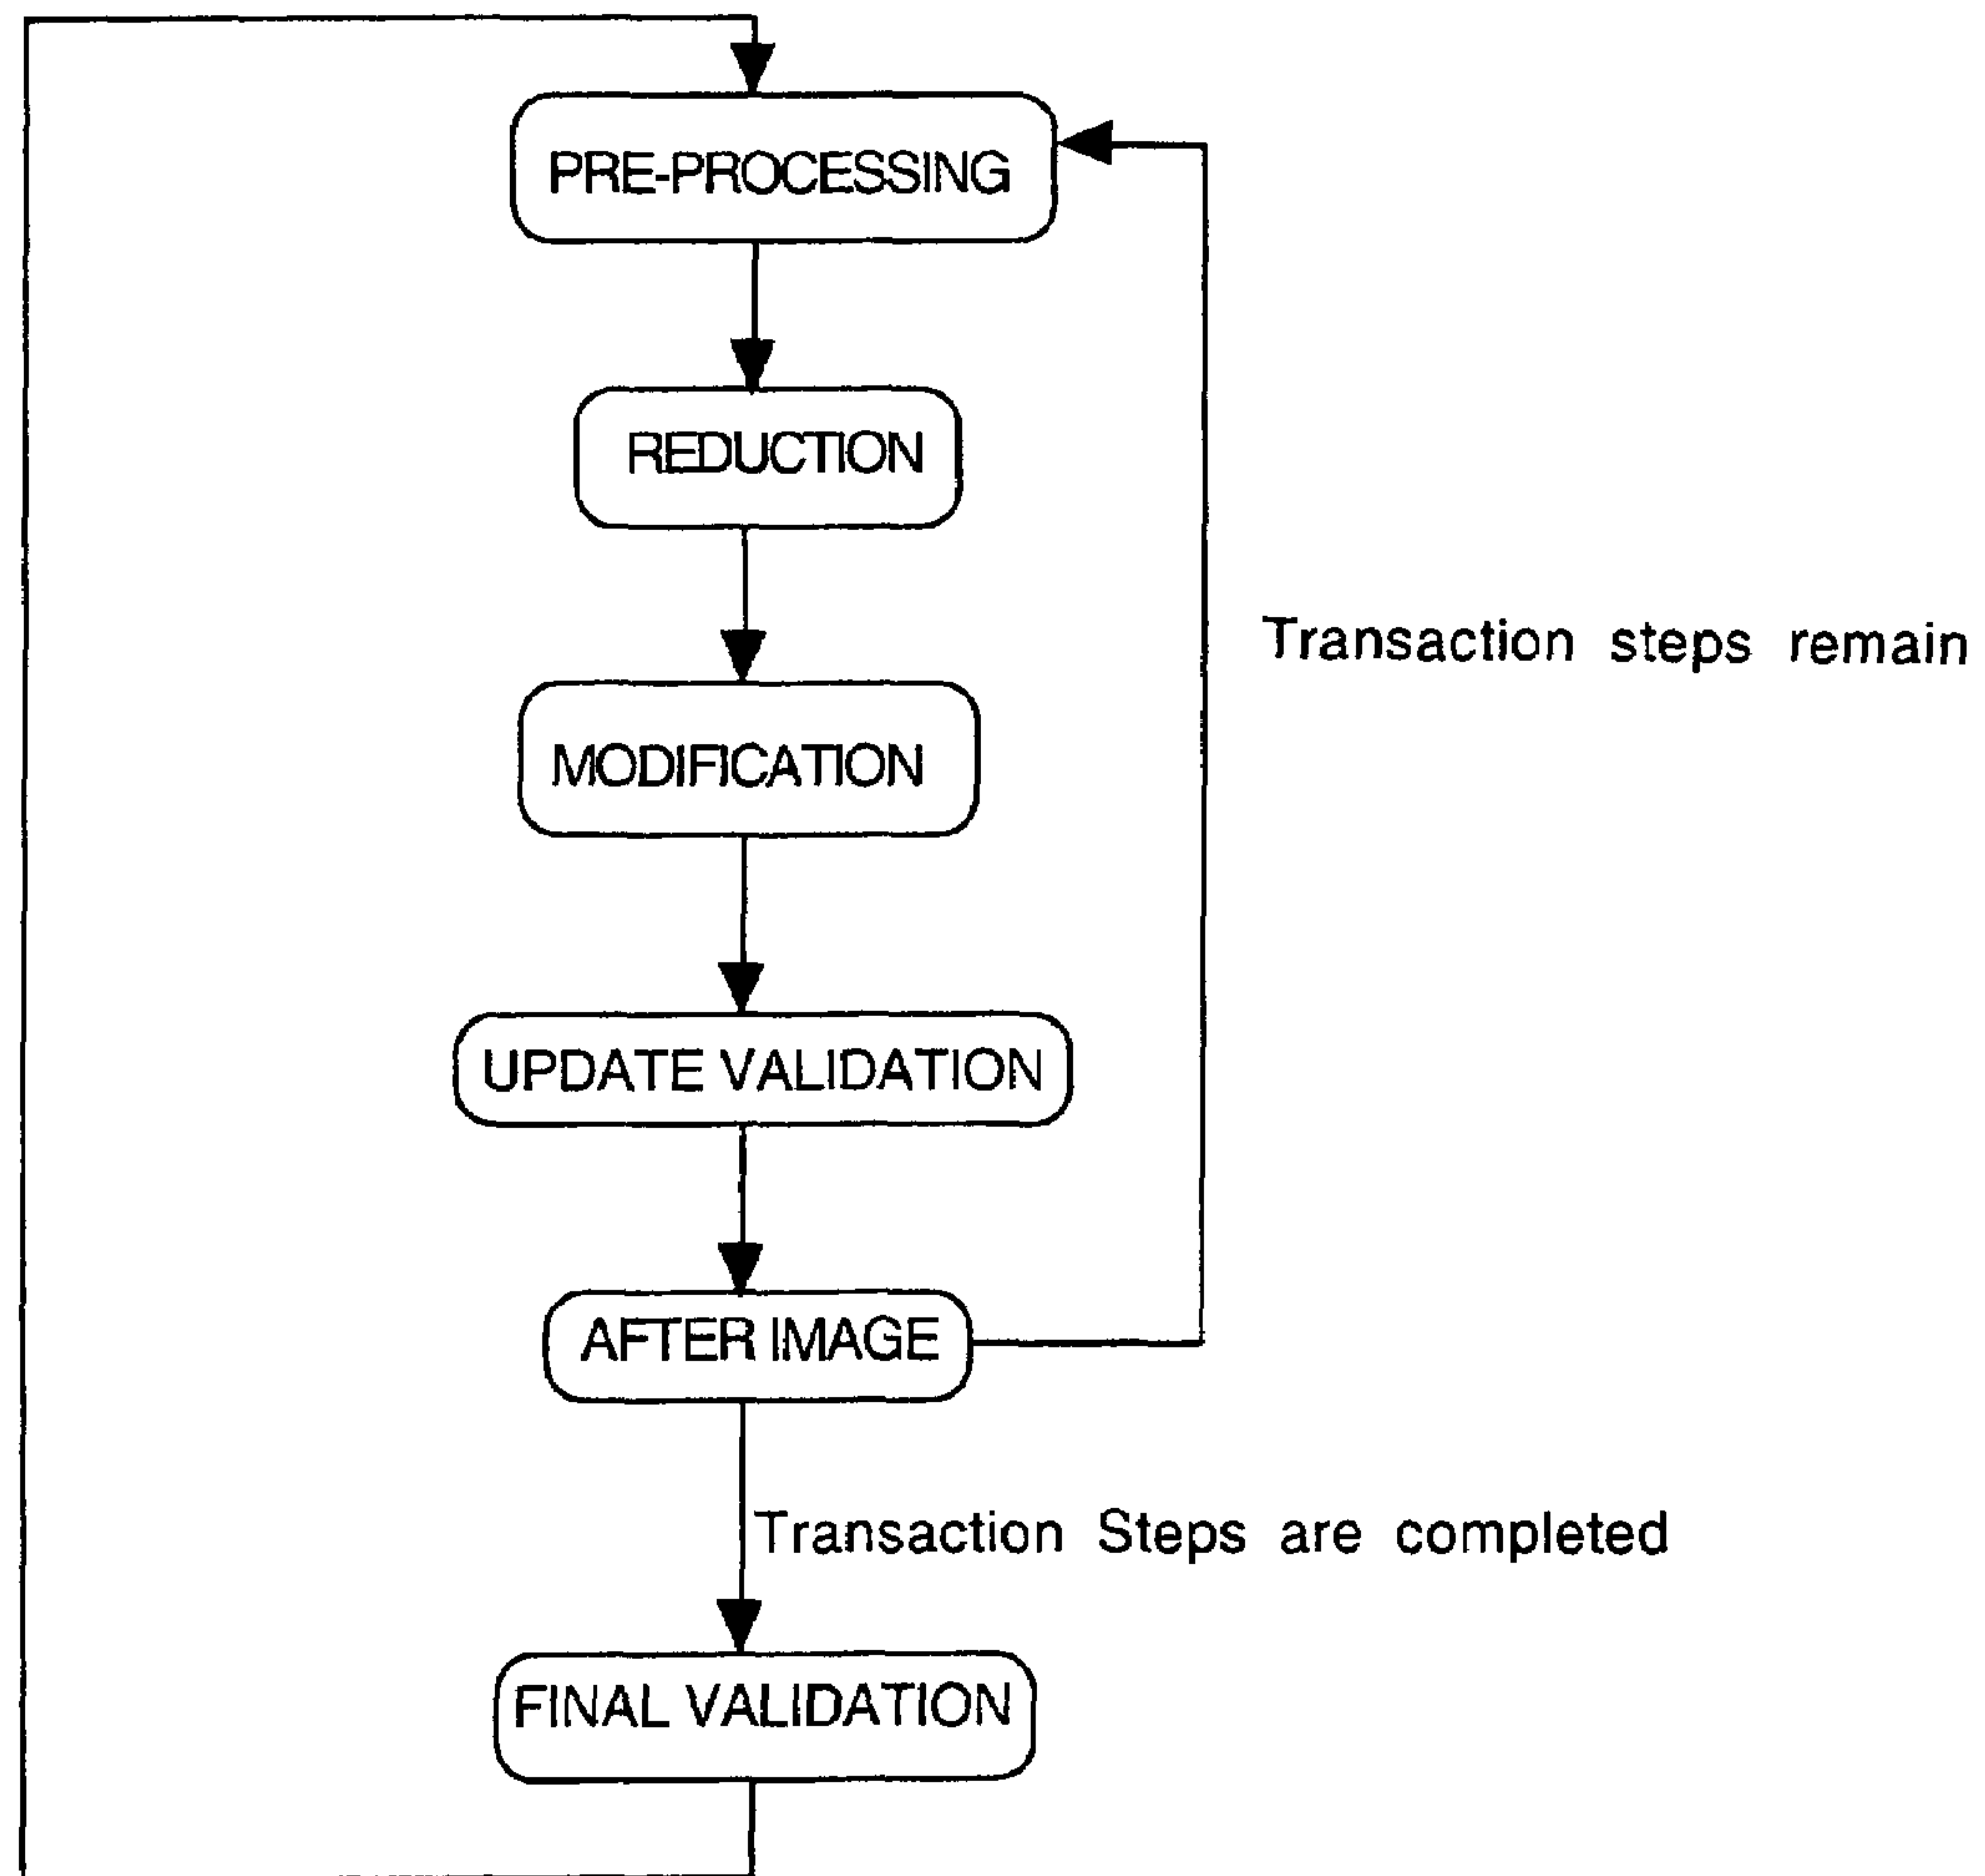 PRE-PROCESSING
REDUCTION
Transaction steps remain
MODIFICATION
UPDATE VALIDATION
AFTER IMAGE
Transaction Steps are completed
FINAL VALIDATION